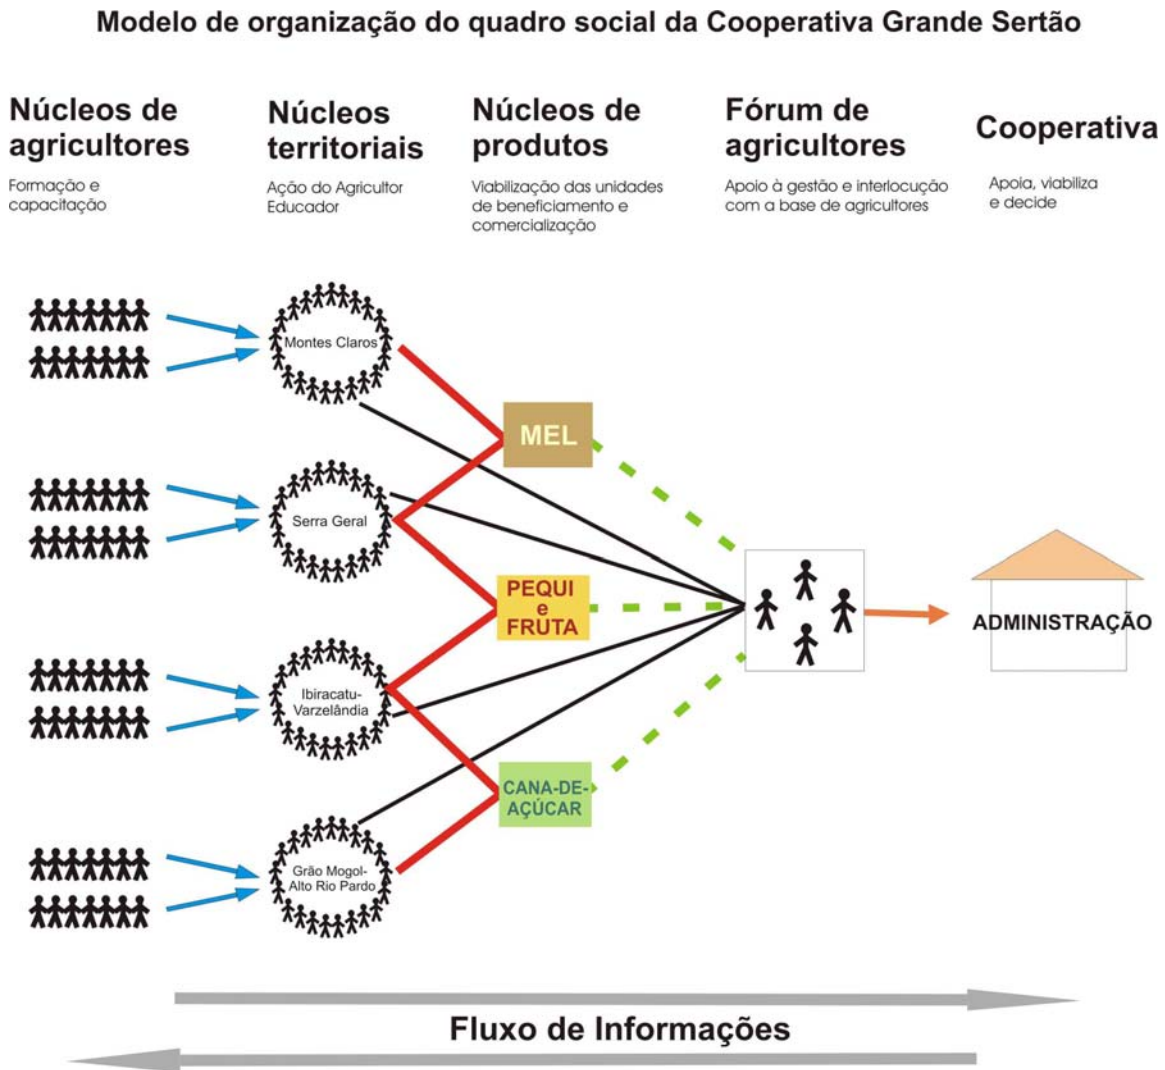 Modelo de organização do quadro social da Cooperativa Grande Sertão
Núcleos de
agricultores
Formação e
capacitação
Núcleos
territoriais
Ação do Agricultor
Educador
Núcleos de
produtos
Viabilização das unidades
de beneficiamento e
comercialização
Fórum de
agricultores
Apoio à gestão e interlocução
com a base de agricultores
Cooperativa
Apoia, viabiliza
e decide
Montes Claros
MEL
Serra Geral
PEQUI
e
FRUTA
ADMINISTRAÇÃO
Ibiracatu-
Varzelândia
CANA-DE-
AÇÚCAR
Grão Mogol-
Alto Rio Pardo
Fluxo de Informações